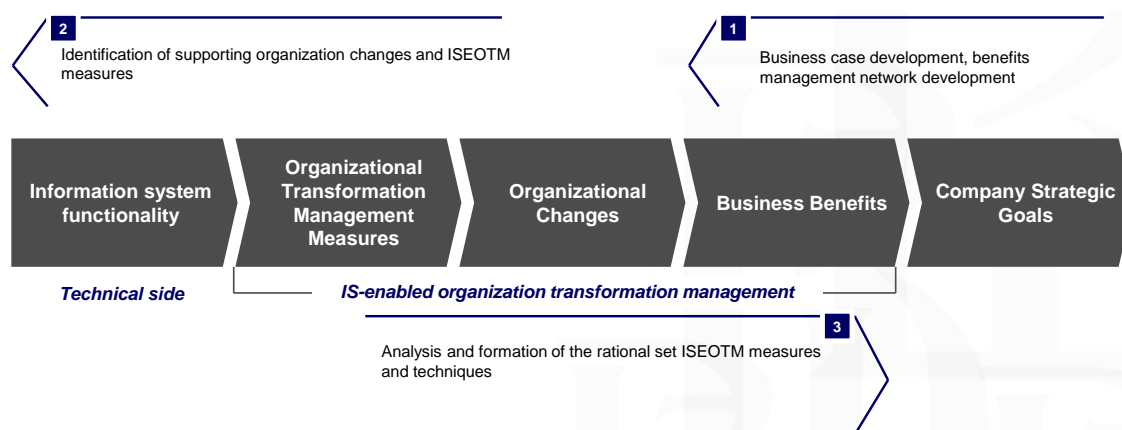 2
Identification of supporting organization changes and ISEOTM
measures
1
Business case development, benefits
management network development
Information system
functionality
Organizational
Transformation
Management
Measures
Organizational
Changes
Business Benefits
Company Strategic
Goals
Technical side
IS-enabled organization transformation management
3
Analysis and formation of the rational set ISEOTM measures
and techniques